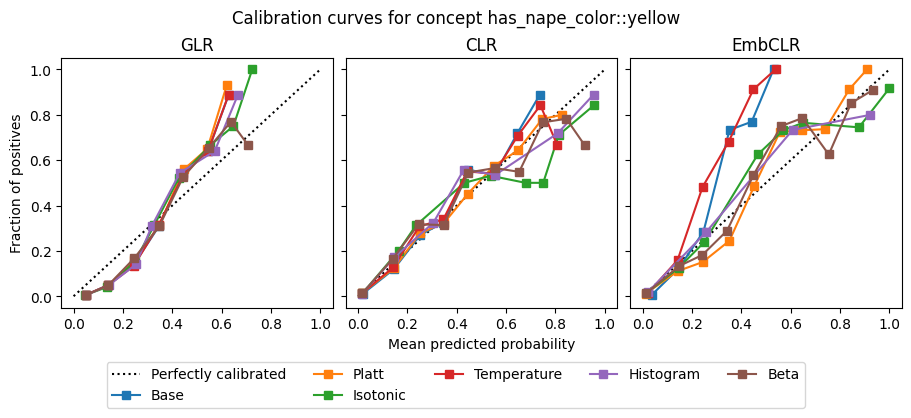 Calibration curves for concept has_nape_color::yellow
GLR
CLR
EmbCLR
Fraction of positives
1.0
0.8
0.6
0.4
0.2
0.0
0.0 0.2 0.4 0.6 0.8 1.0
0.0 0.2 0.4 0.6 0.8 1.0
0.0 0.2 0.4 0.6 0.8 1.0
Mean predicted probability
Perfectly calibrated Platt Temperature Histogram Beta
Base Isotonic